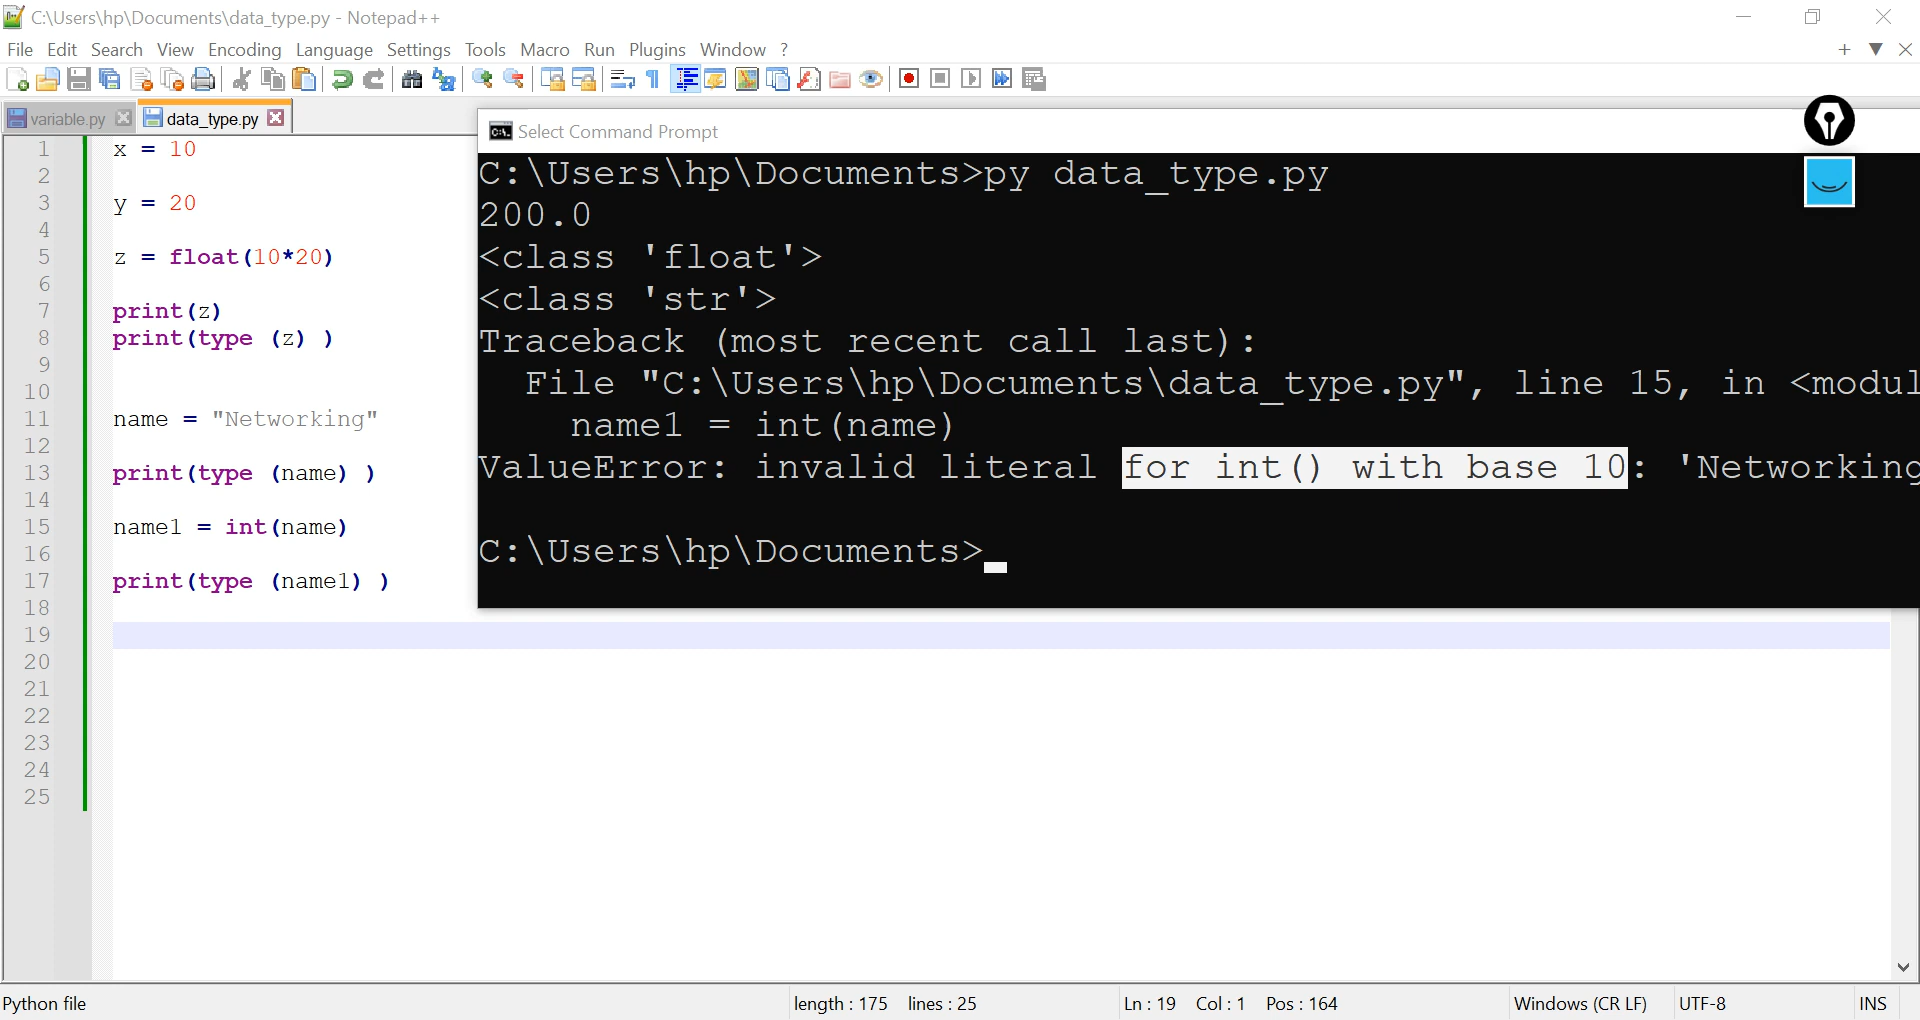 C:\Users\hp\Documents\data_type.py - Notepad++
File Edit Search View Encoding Language Settings Tools Macro Run Plugins Window ?
variable.py data_type.py
1 x = 10
2
3 y = 20
4
5 z = float(10*20)
6
7 print(z)
8 print(type (z) )
9
10
11 name = "Networking"
12
13 print(type (name) )
14
15 name1 = int(name)
16
17 print(type (name1) )
18
19
20
21
22
23
24
25
Select Command Prompt
C:\Users\hp\Documents>py data_type.py
200.0
<class 'float'>
<class 'str'>
Traceback (most recent call last):
File "C:\Users\hp\Documents\data_type.py", line 15, in <modul
name1 = int(name)
ValueError: invalid literal for int() with base 10: 'Networking
C:\Users\hp\Documents>
Python file length : 175 lines : 25 Ln : 19 Col : 1 Pos : 164 Windows (CR LF) UTF-8 INS